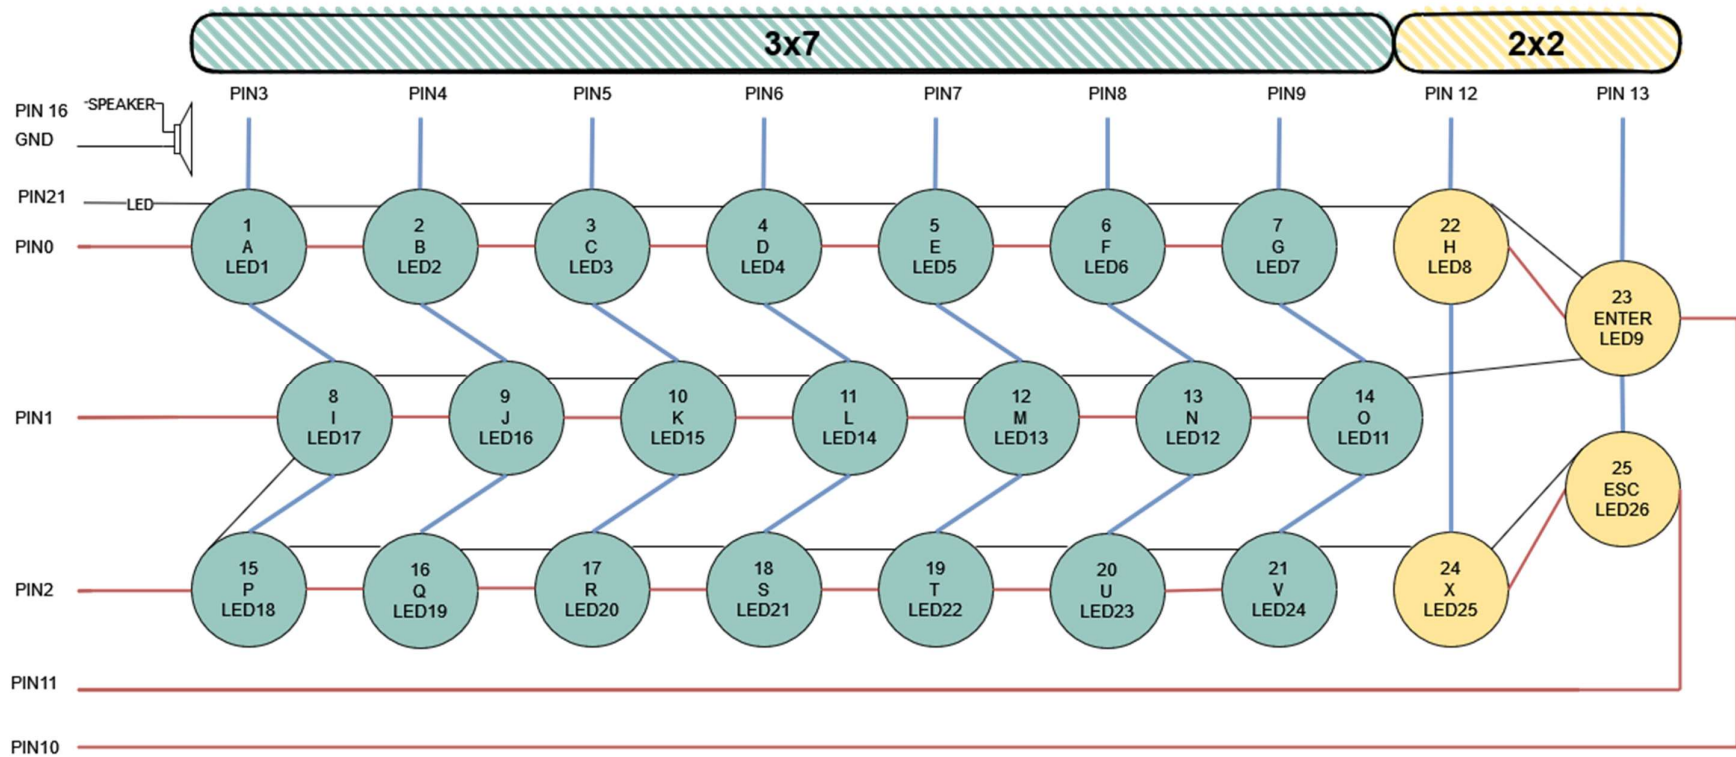 3x7
2x2
PIN3
PIN4
PIN5
PIN6
PIN7
PIN8
PIN9
PIN 12
PIN 13
PIN 16
SPEAKER
GND
PIN21
LED
PIN0
1
A
LED1
2
B
LED2
3
C
LED3
4
D
LED4
5
E
LED5
6
F
LED6
7
G
LED7
22
H
LED8
23
ENTER
LED9
PIN1
8
I
LED17
9
J
LED16
10
K
LED15
11
L
LED14
12
M
LED13
13
N
LED12
14
O
LED11
25
ESC
LED26
PIN2
15
P
LED18
16
Q
LED19
17
R
LED20
18
S
LED21
19
T
LED22
20
U
LED23
21
V
LED24
24
X
LED25
PIN11
PIN10